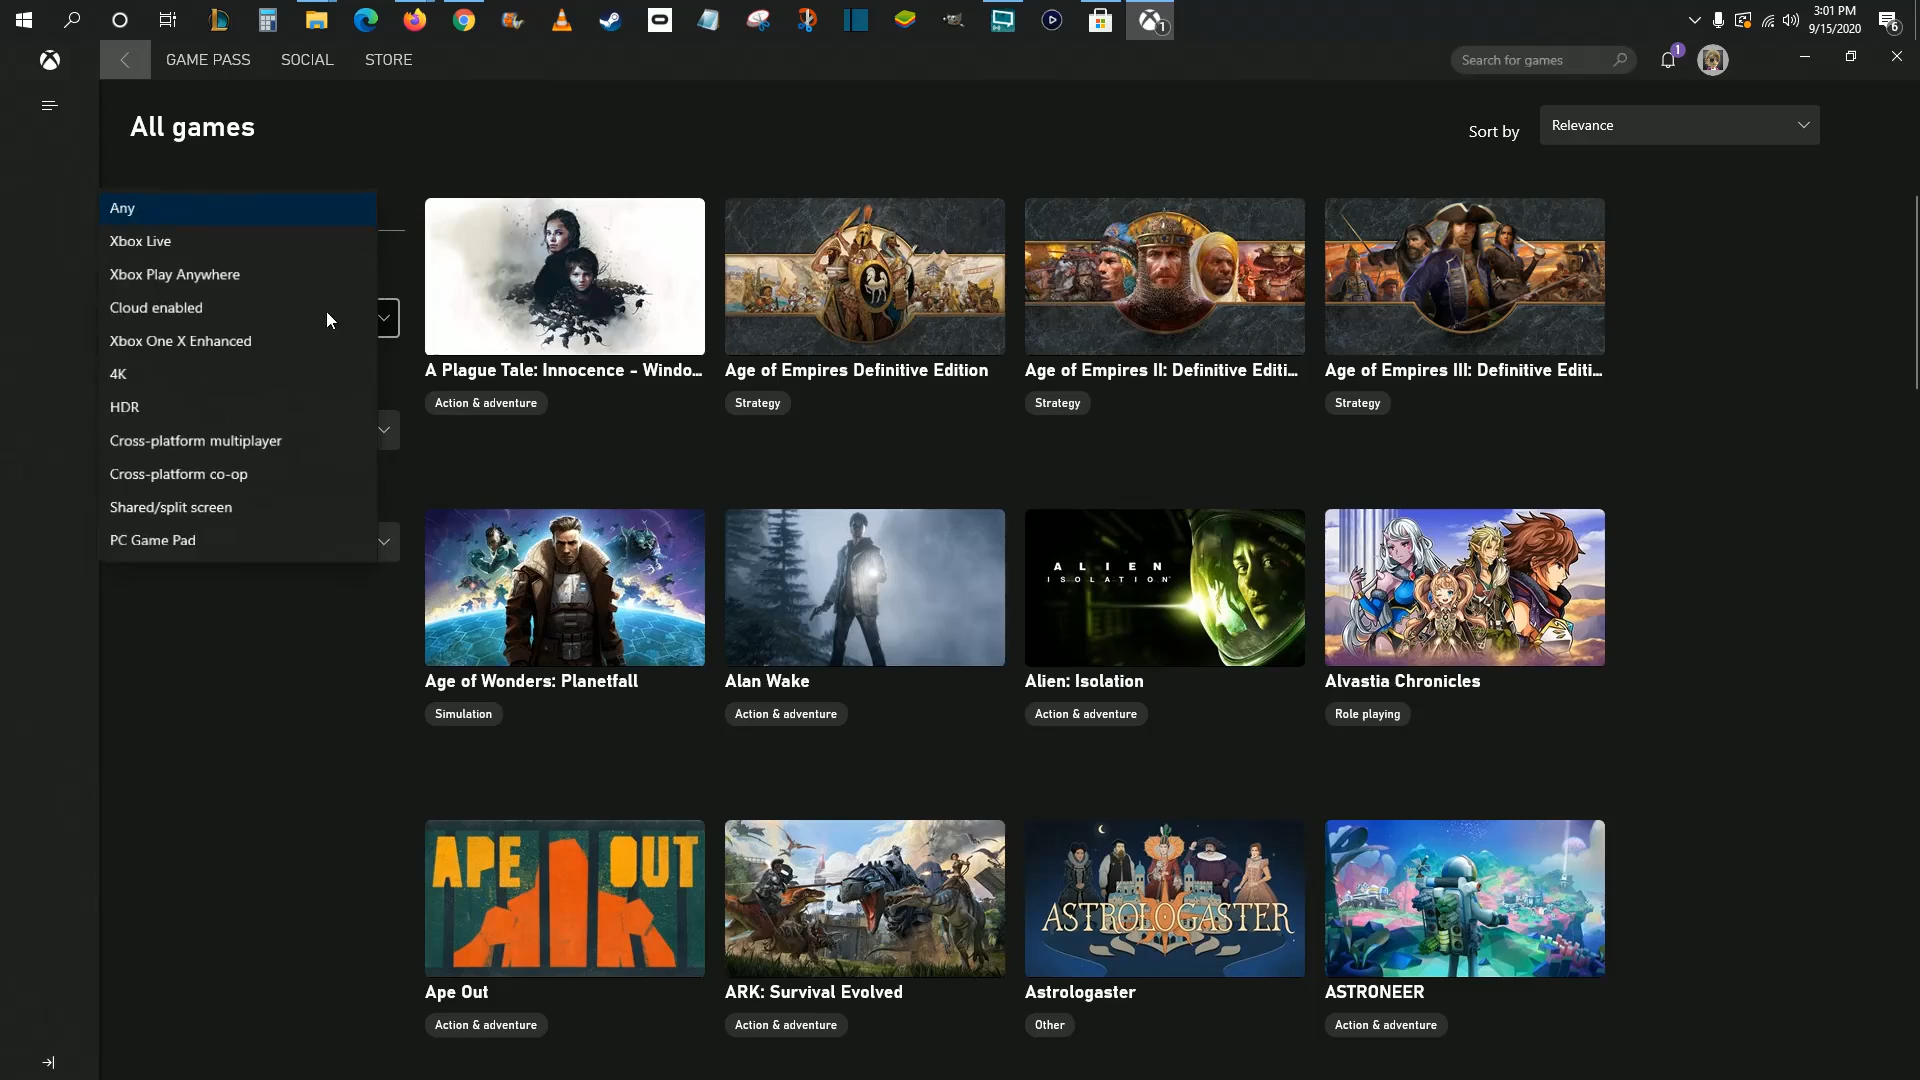 3:01 PM
9/15/2020
6
1
GAME PASS
SOCIAL
STORE
Search for games
1
All games
Sort by
Relevance
Any
Xbox Live
Xbox Play Anywhere
Cloud enabled
Xbox One X Enhanced
4K
HDR
Cross-platform multiplayer
Cross-platform co-op
Shared/split screen
PC Game Pad
A Plague Tale: Innocence - Windo...
Action & adventure
Age of Empires Definitive Edition
Strategy
Age of Empires II: Definitive Editi...
Strategy
Age of Empires III: Definitive Editi...
Strategy
Age of Wonders: Planetfall
Simulation
Alan Wake
Action & adventure
ALIEN
ISOLATION
Alien: Isolation
Action & adventure
Alvastia Chronicles
Role playing
APE OUT
Ape Out
Action & adventure
ARK: Survival Evolved
Action & adventure
ASTROLOGASTER
Astrologaster
Other
ASTRONEER
Action & adventure